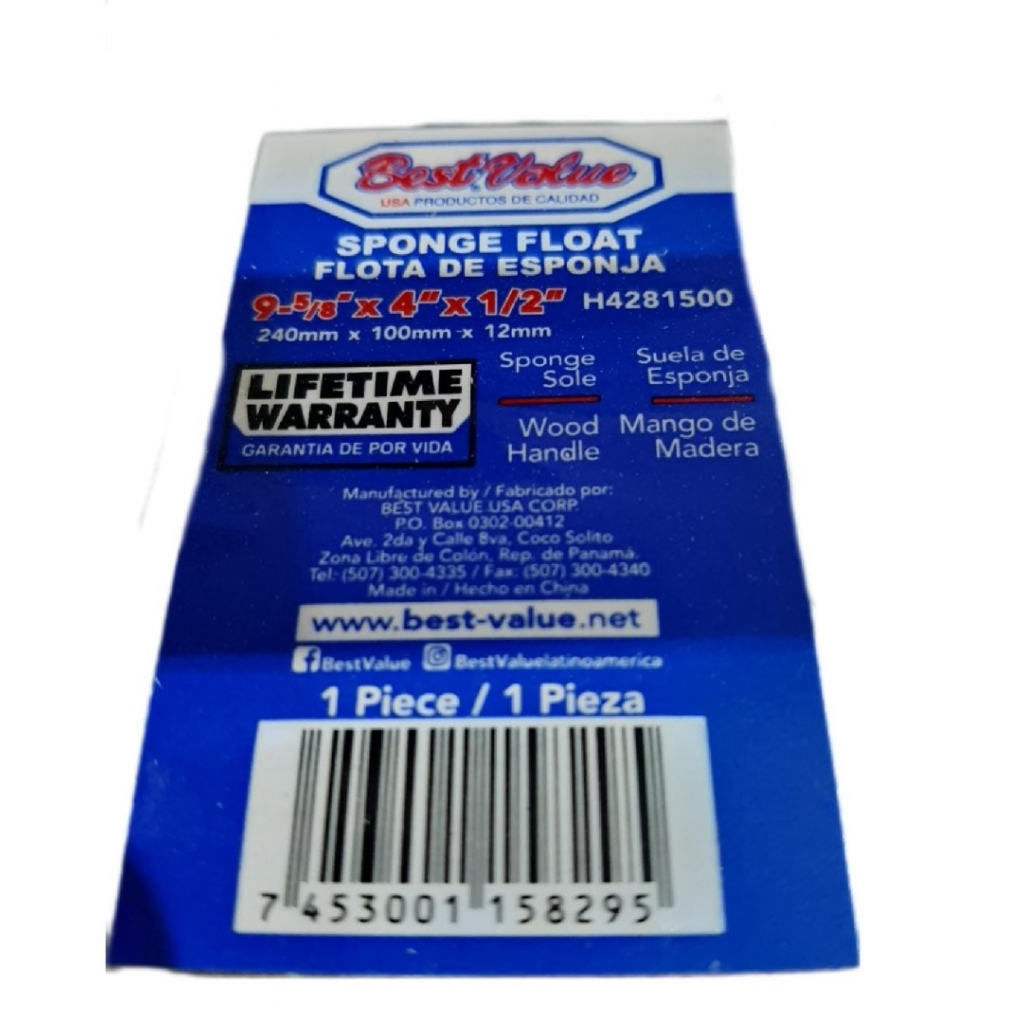 Best Value
USA PRODUCTOS DE CALIDAD
SPONGE FLOAT
FLOTA DE ESPONJA
9-5/8" x 4" x 1/2" H4281500
240mm x 100mm x 12mm
LIFETIME
WARRANTY
GARANTIA DE POR VIDA
Sponge
Sole
Suela de
Esponja
Wood
Handle
Mango de
Madera
Manufactured by / Fabricado por:
BEST VALUE USA CORP.
P.O. Box 0302-00412
Ave. 2da y Calle 8va, Coco Solito
Zona Libre de Colón, Rep. de Panamá.
Tel: (507) 300-4335 / Fax: (507) 300-4340
Made in / Hecho en China
www.best-value.net
BestValue BestValuelatinoamerica
1 Piece / 1 Pieza
7 453001 158295